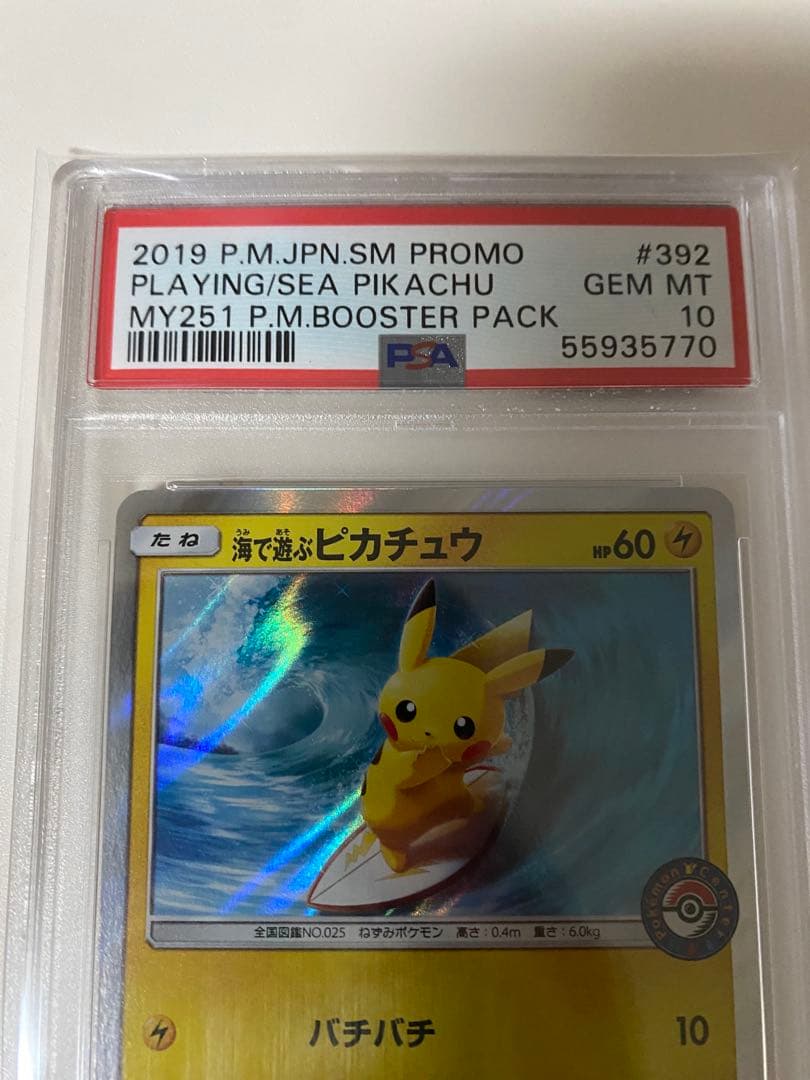 2019 P.M.JPN.SM PROMO #392
PLAYING/SEA PIKACHU GEM MT
MY251 P.M.BOOSTER PACK 10
PSA 55935770
たね 海で遊ぶピカチュウ HP60
Pokémon Center
全国図鑑NO.025 ねずみポケモン 高さ:0.4m 重さ:6.0kg
バチバチ 10